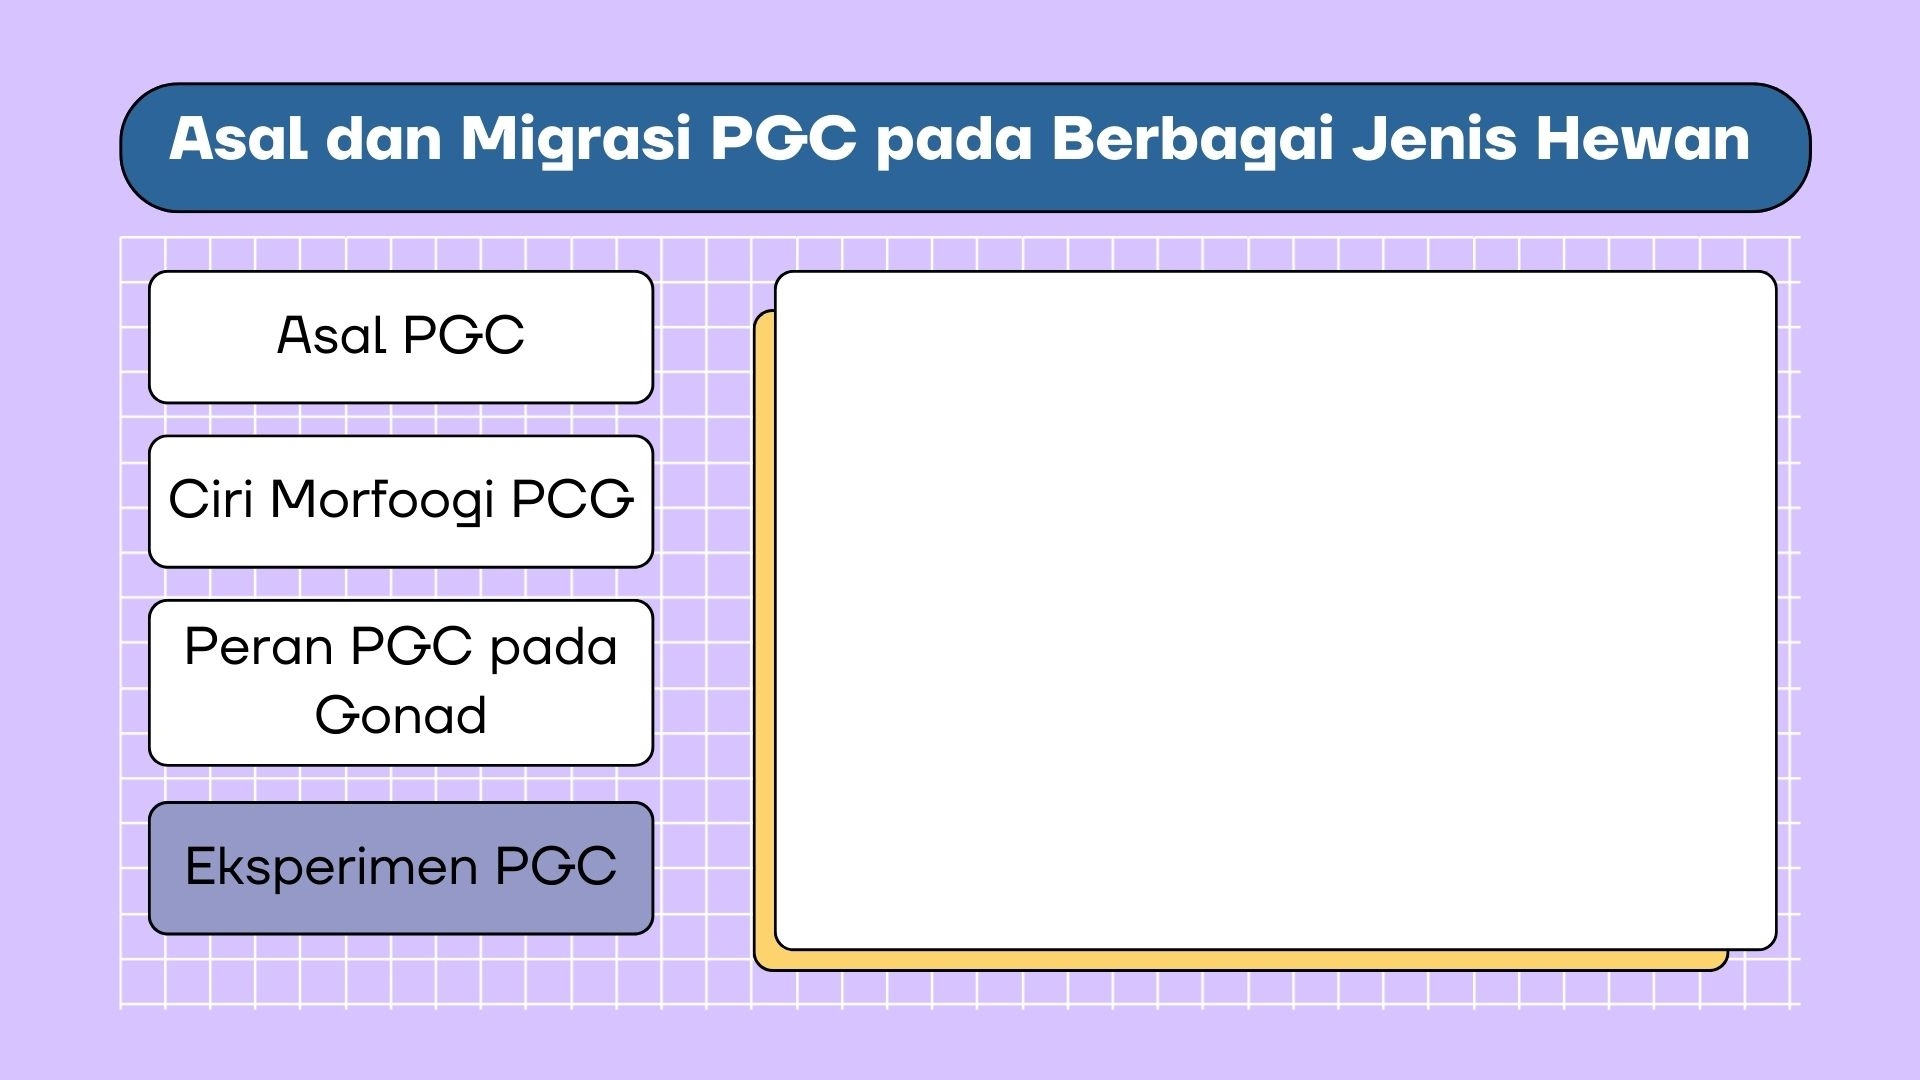 Asal dan Migrasi PGC pada Berbagai Jenis Hewan
Asal PGC
Ciri Morfoogi PCG
Peran PGC pada
Gonad
Eksperimen PGC